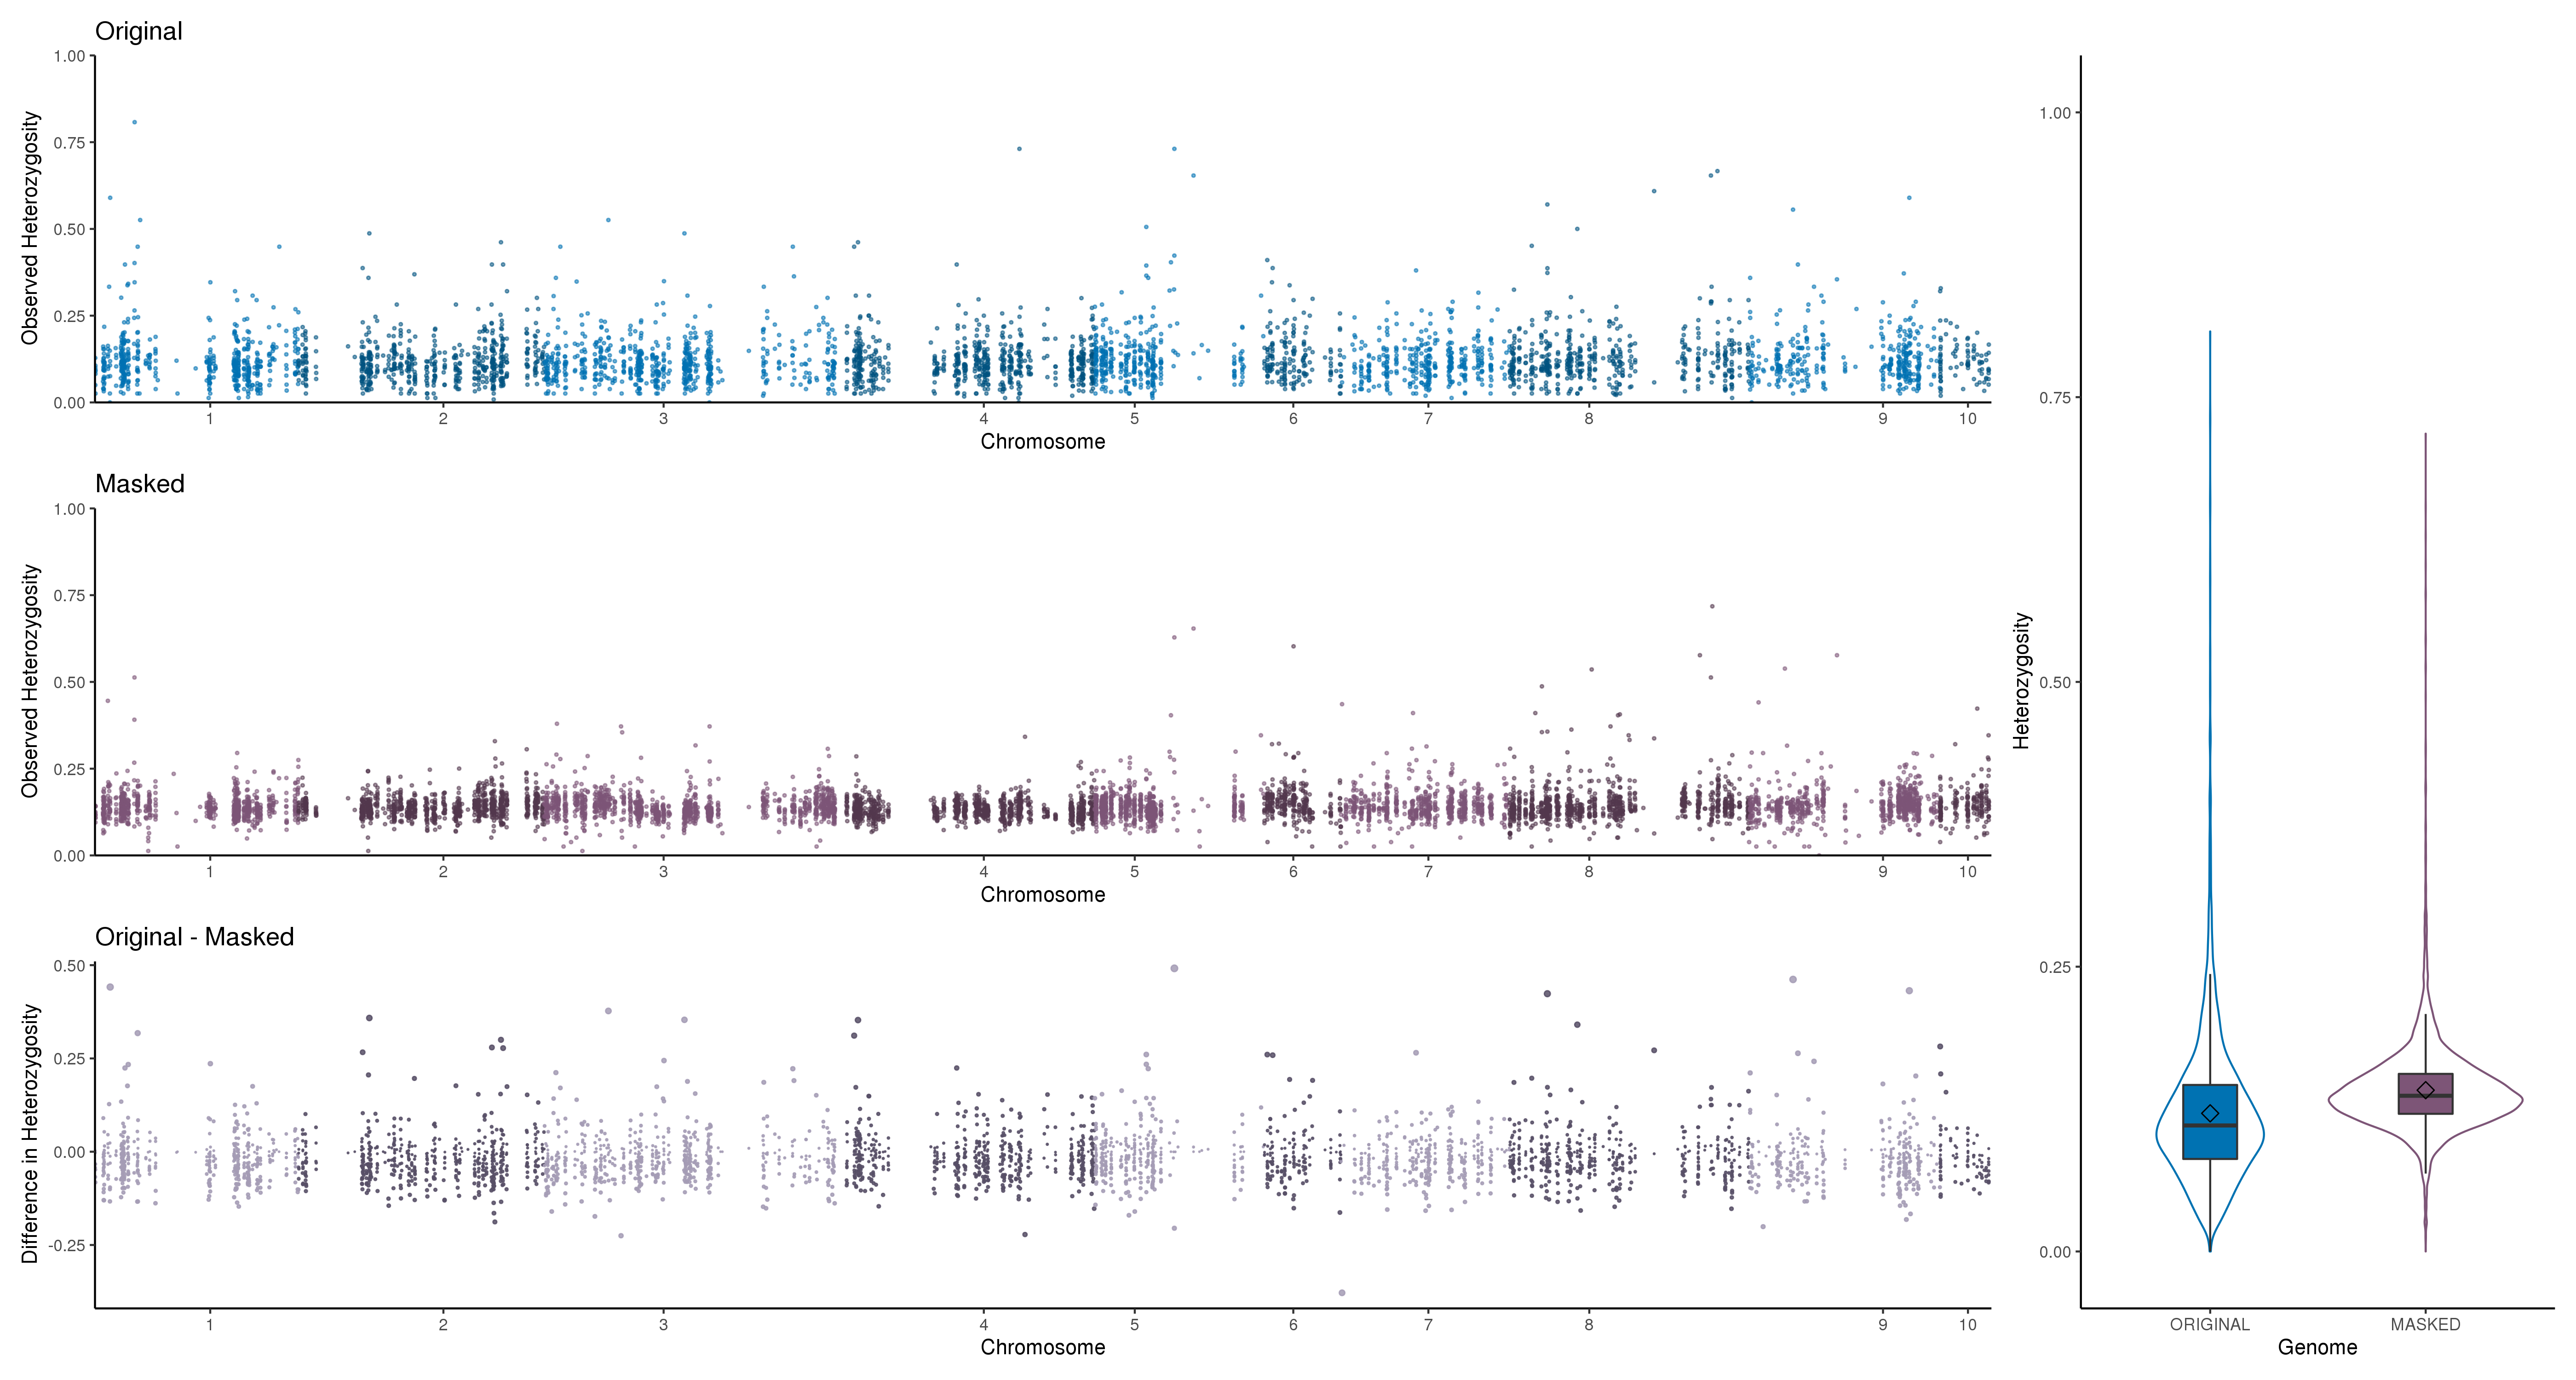 Original
Observed Heterozygosity
1.00
0.75
0.50
0.25
0.00
1 2 3 4 5 6 7 8 9 10
Chromosome
Masked
Observed Heterozygosity
1.00
0.75
0.50
0.25
0.00
1 2 3 4 5 6 7 8 9 10
Chromosome
Original - Masked
Difference in Heterozygosity
0.50
0.25
0.00
-0.25
1 2 3 4 5 6 7 8 9 10
Chromosome
Heterozygosity
1.00
0.75
0.50
0.25
0.00
ORIGINAL MASKED
Genome